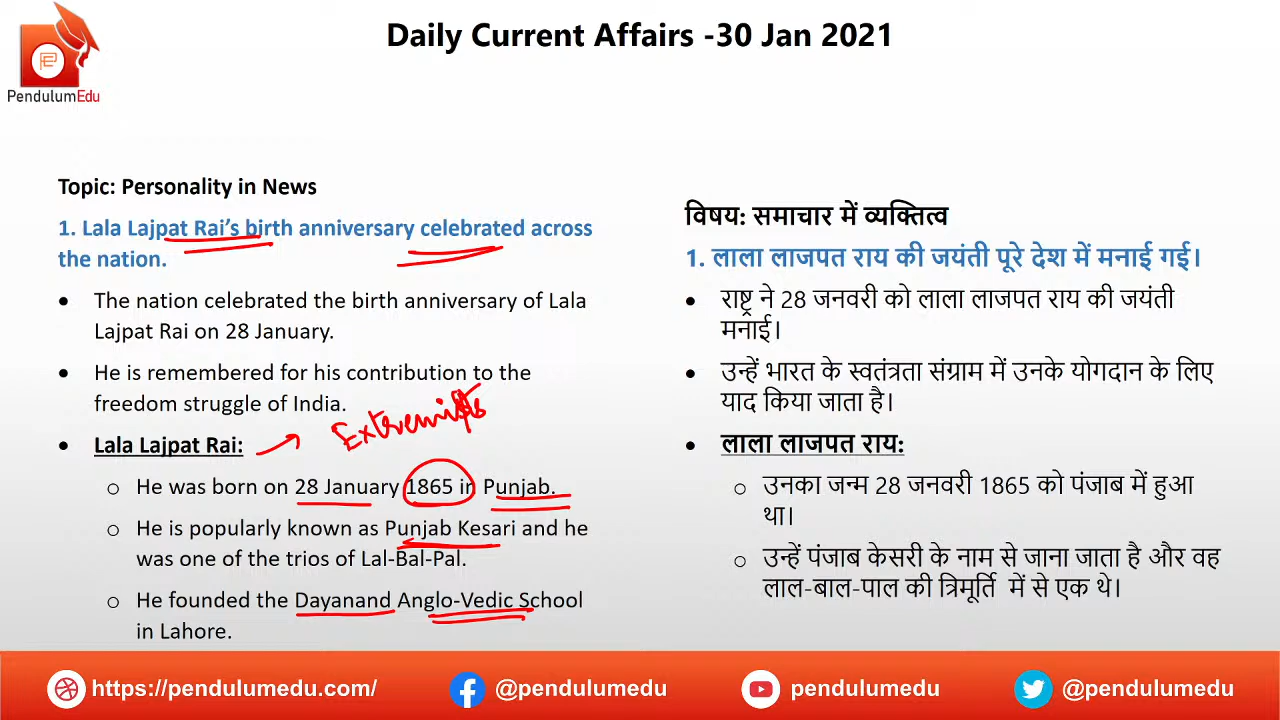 Daily Current Affairs -30 Jan 2021
PendulumEdu
Topic: Personality in News
1. Lala Lajpat Rai's birth anniversary celebrated across
the nation.
• The nation celebrated the birth anniversary of Lala
Lajpat Rai on 28 January.
• He is remembered for his contribution to the
freedom struggle of India.
Extremists
• Lala Lajpat Rai:
o He was born on 28 January 1865 in Punjab.
o He is popularly known as Punjab Kesari and he
was one of the trios of Lal-Bal-Pal.
o He founded the Dayanand Anglo-Vedic School
in Lahore.
विषय: समाचार में व्यक्तित्व
1. लाला लाजपत राय की जयंती पूरे देश में मनाई गई।
• राष्ट्र ने 28 जनवरी को लाला लाजपत राय की जयंती
मनाई।
• उन्हें भारत के स्वतंत्रता संग्राम में उनके योगदान के लिए
याद किया जाता है।
• लाला लाजपत राय:
o उनका जन्म 28 जनवरी 1865 को पंजाब में हुआ
था।
o उन्हें पंजाब केसरी के नाम से जाना जाता है और वह
लाल-बाल-पाल की त्रिमूर्ति में से एक थे।
https://pendulumedu.com/
@pendulumedu
pendulumedu
@pendulumedu